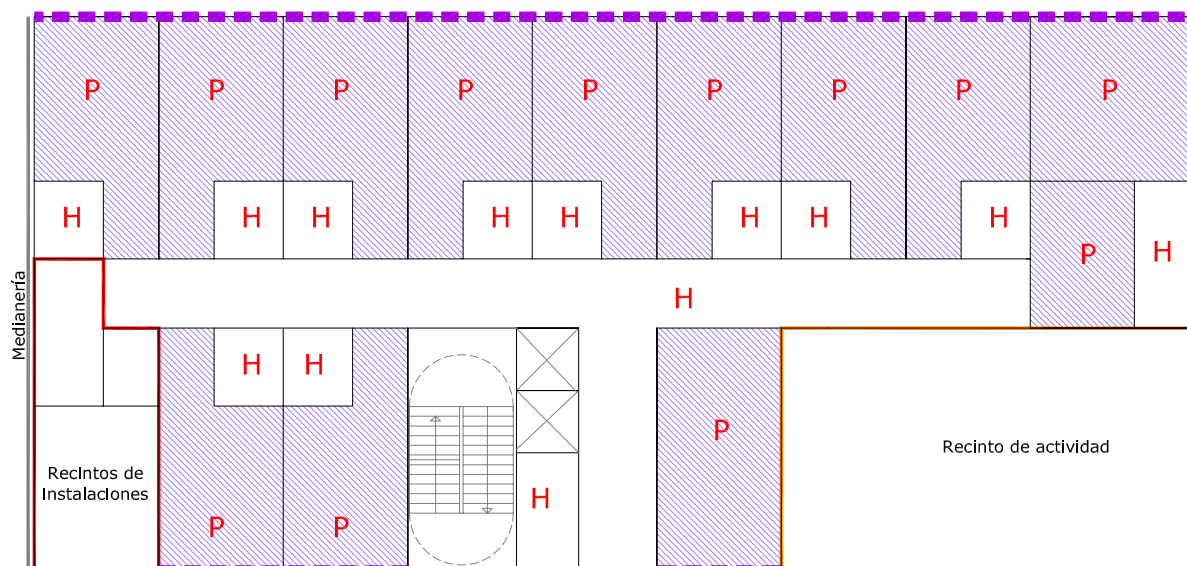 P P P P P P P P P
H H H H H H H H P H
H
Medianería
H H
P
Recintos de
Instalaciones
Recinto de actividad
H
P P